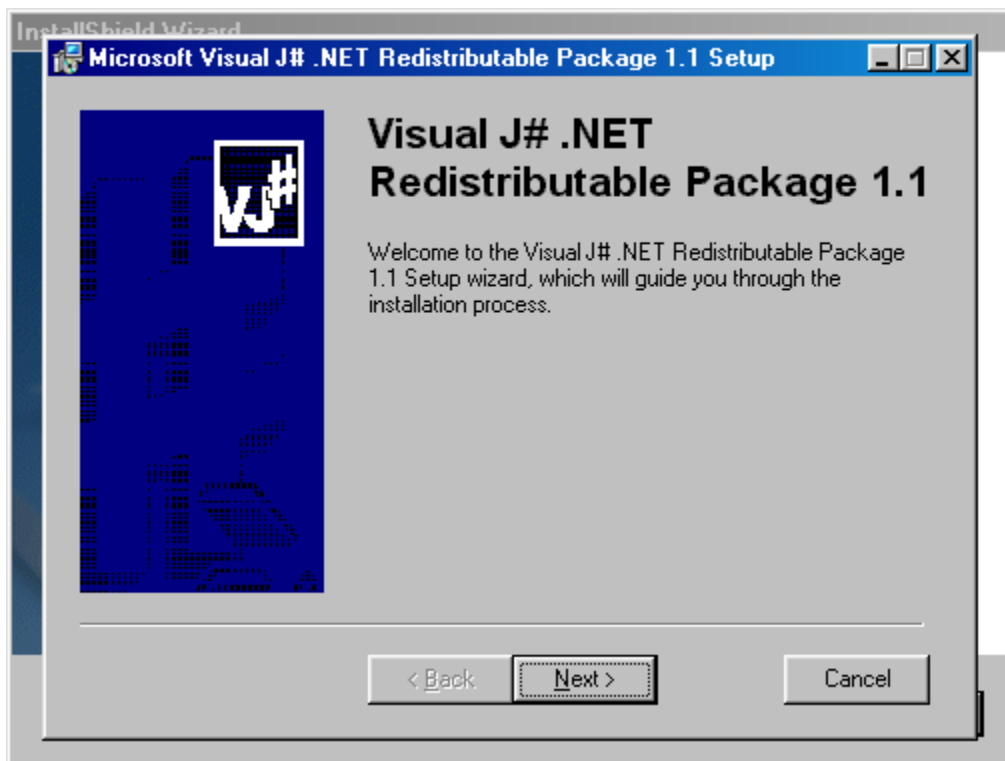 InstallShield Wizard
Microsoft Visual J# .NET Redistributable Package 1.1 Setup
VJ#
Visual J# .NET
Redistributable Package 1.1
Welcome to the Visual J# .NET Redistributable Package
1.1 Setup wizard, which will guide you through the
installation process.
< Back
Next >
Cancel